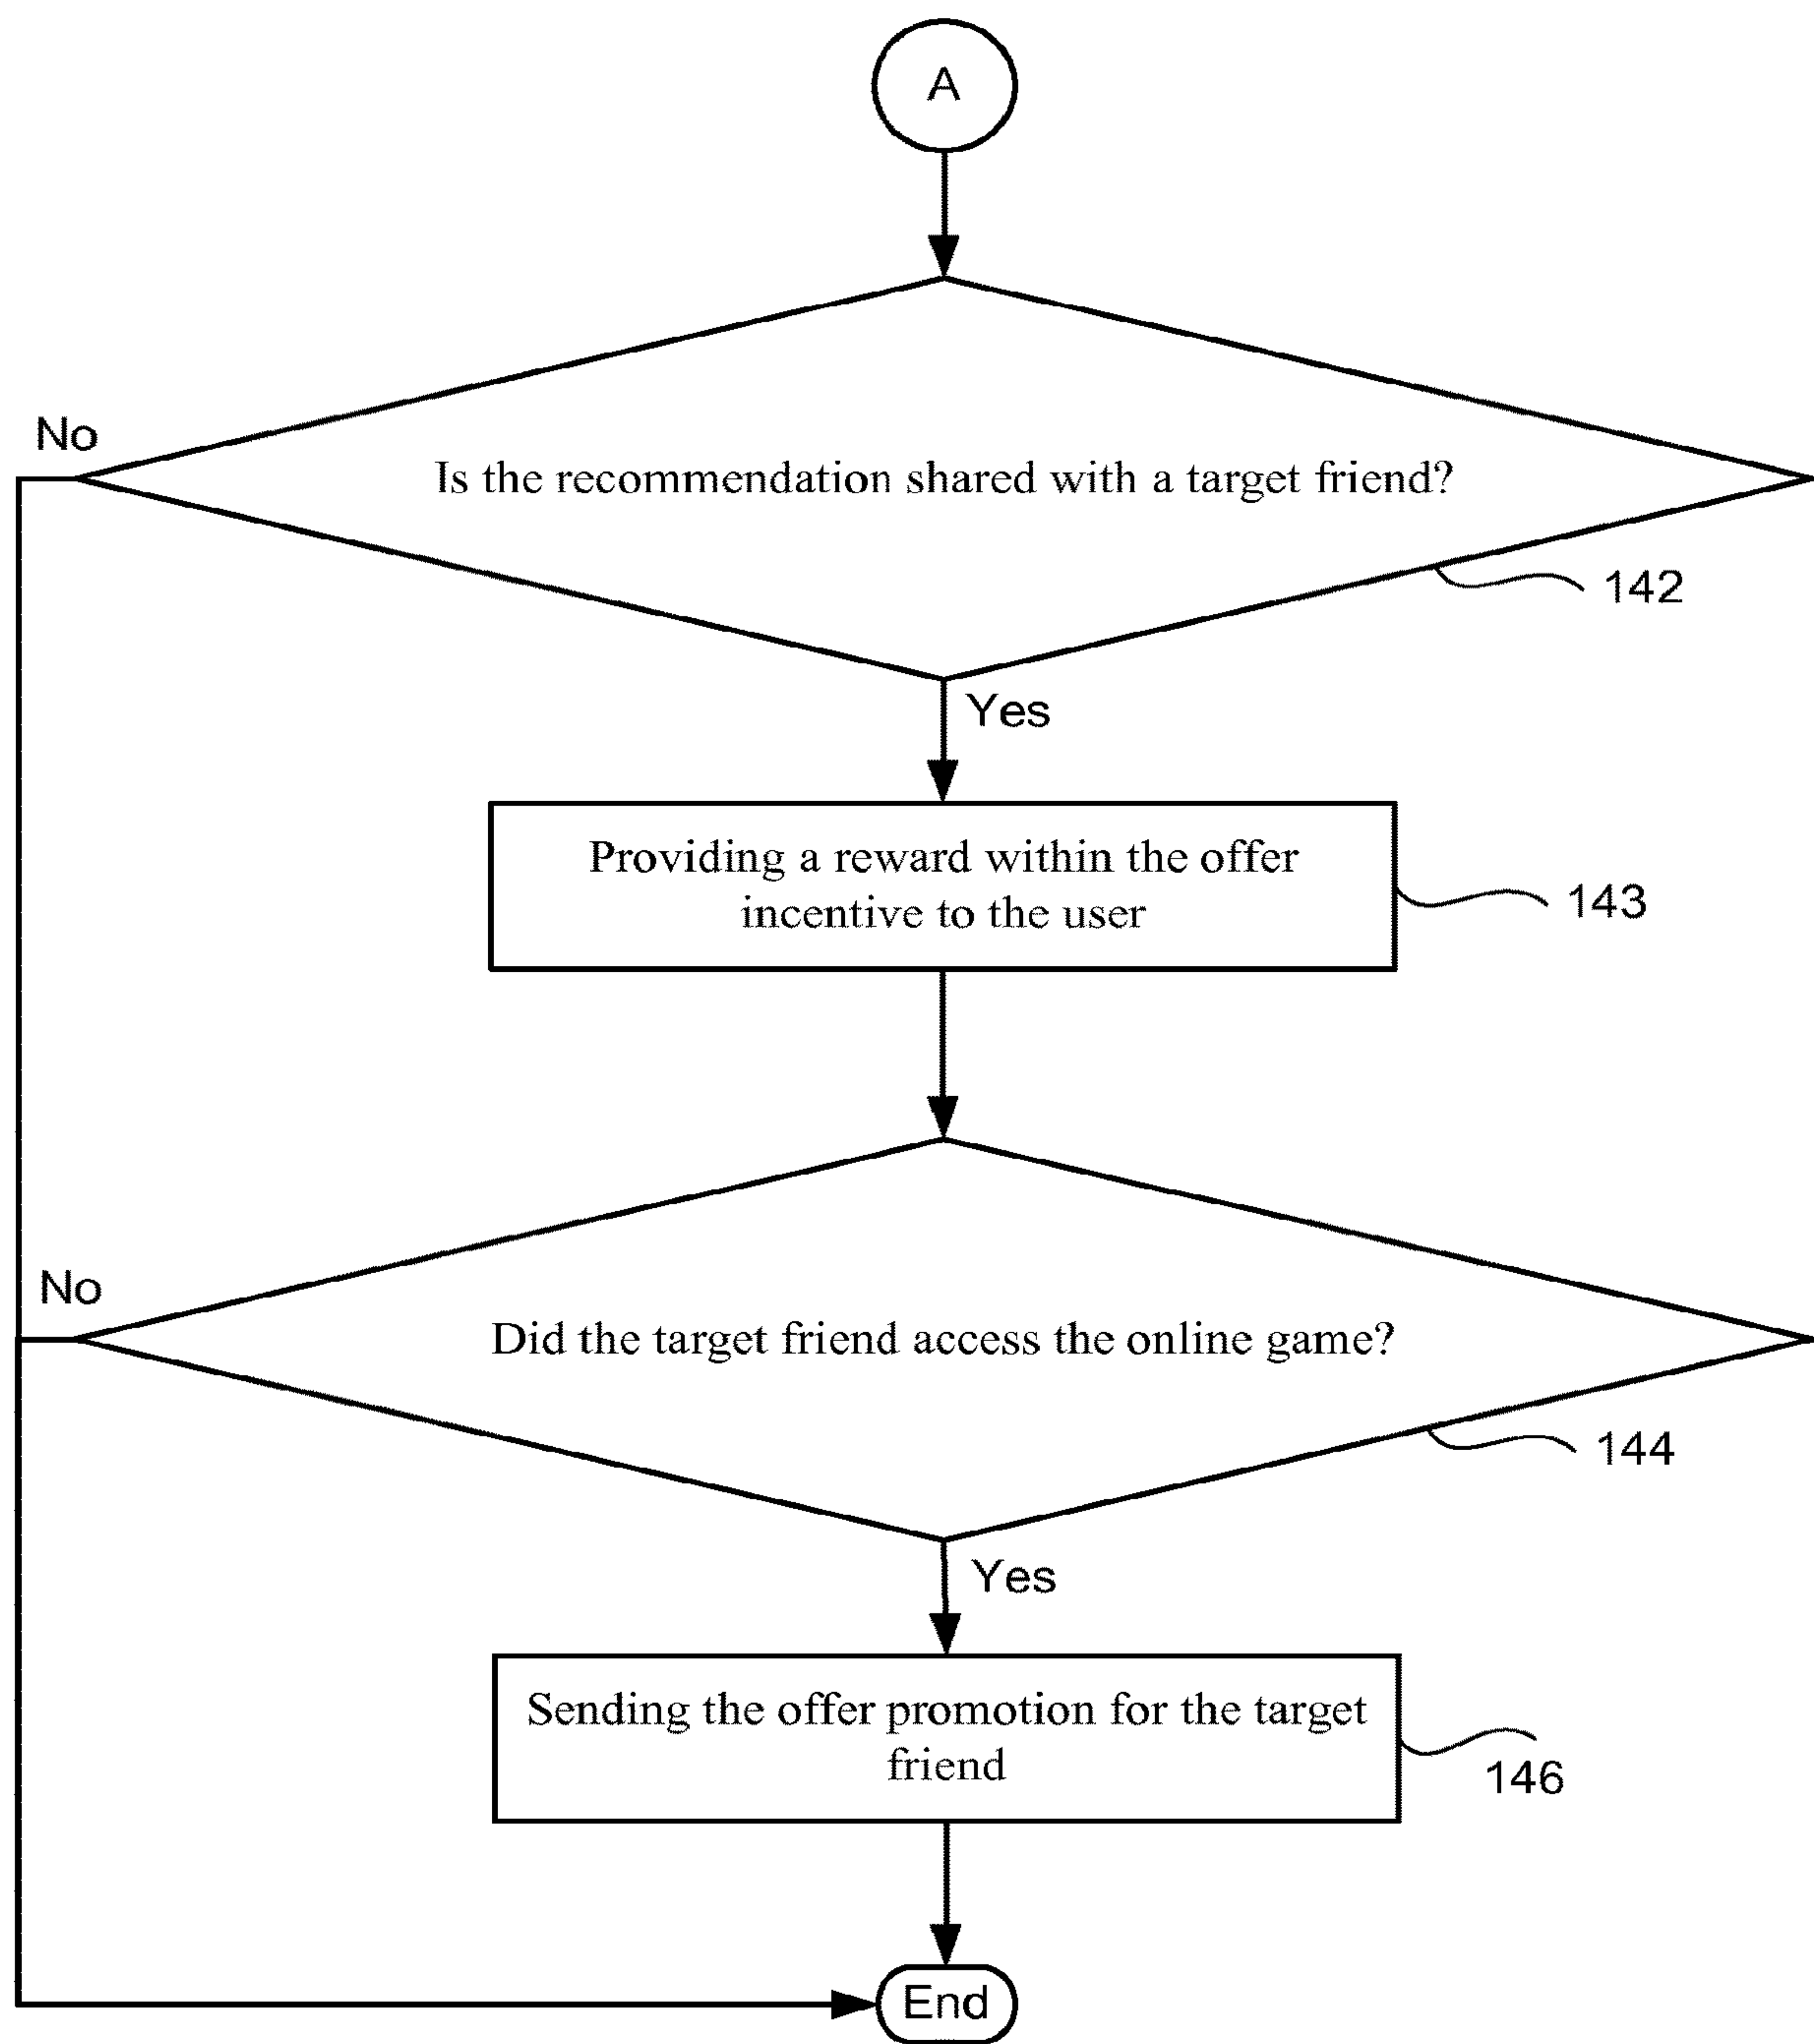 A
No
Is the recommendation shared with a target friend?
142
Yes
Providing a reward within the offer
incentive to the user
143
No
Did the target friend access the online game?
144
Yes
Sending the offer promotion for the target
friend
146
End